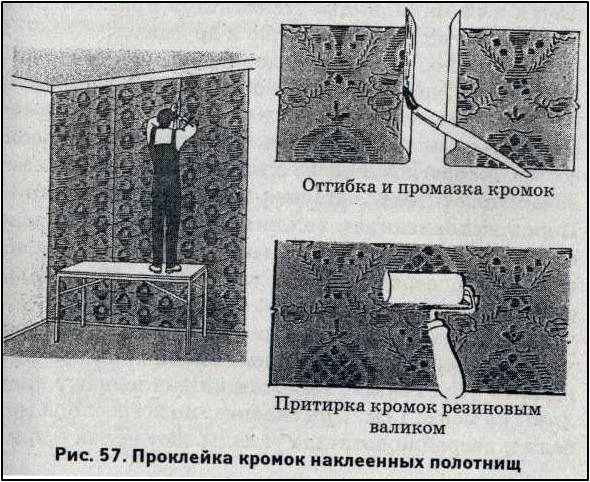 Отгибка и промазка кромок
Притирка кромок резиновым
валиком
Рис. 57. Проклейка кромок наклеенных полотнищ